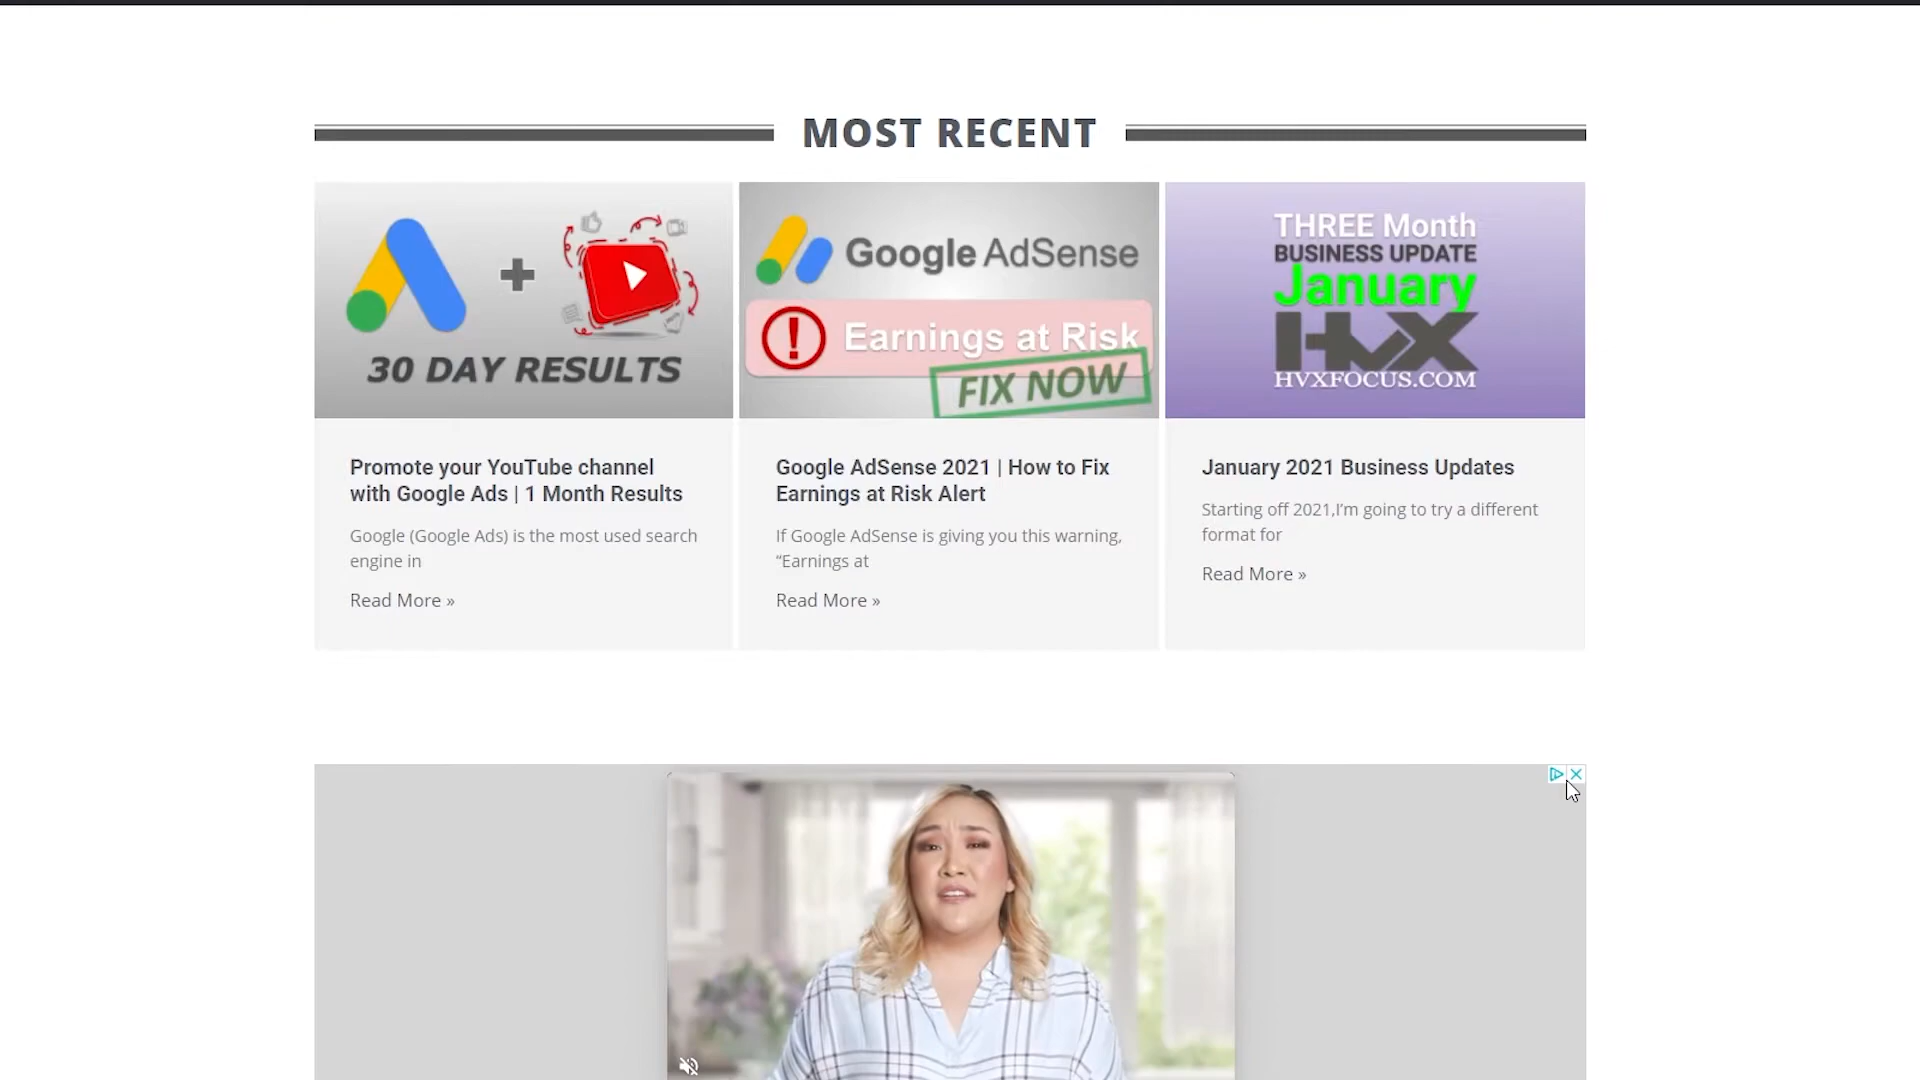 MOST RECENT
30 DAY RESULTS
Promote your YouTube channel
with Google Ads | 1 Month Results
Google (Google Ads) is the most used search
engine in
Read More »
Google AdSense
Earnings at Risk
FIX NOW
Google AdSense 2021 | How to Fix
Earnings at Risk Alert
If Google AdSense is giving you this warning,
“Earnings at
Read More »
THREE Month
BUSINESS UPDATE
January
HVX
HVXFOCUS.COM
January 2021 Business Updates
Starting off 2021,I’m going to try a different
format for
Read More »